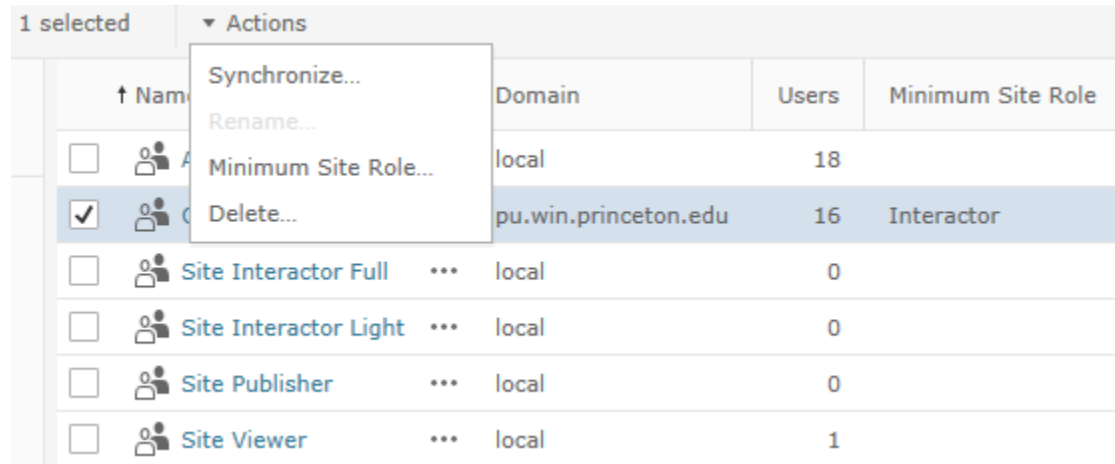 1 selected ▾ Actions
Synchronize...
Rename...
Minimum Site Role...
Delete...
Domain Users Minimum Site Role
local 18
pu.win.princeton.edu 16 Interactor
Site Interactor Full ••• local 0
Site Interactor Light ••• local 0
Site Publisher ••• local 0
Site Viewer ••• local 1